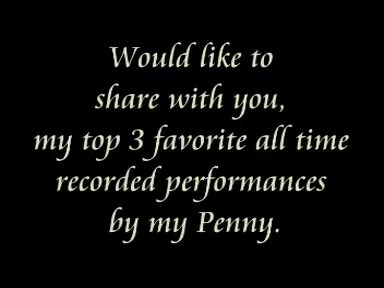 Would like to
share with you,
my top 3 favorite all time
recorded performances
by my Penny.